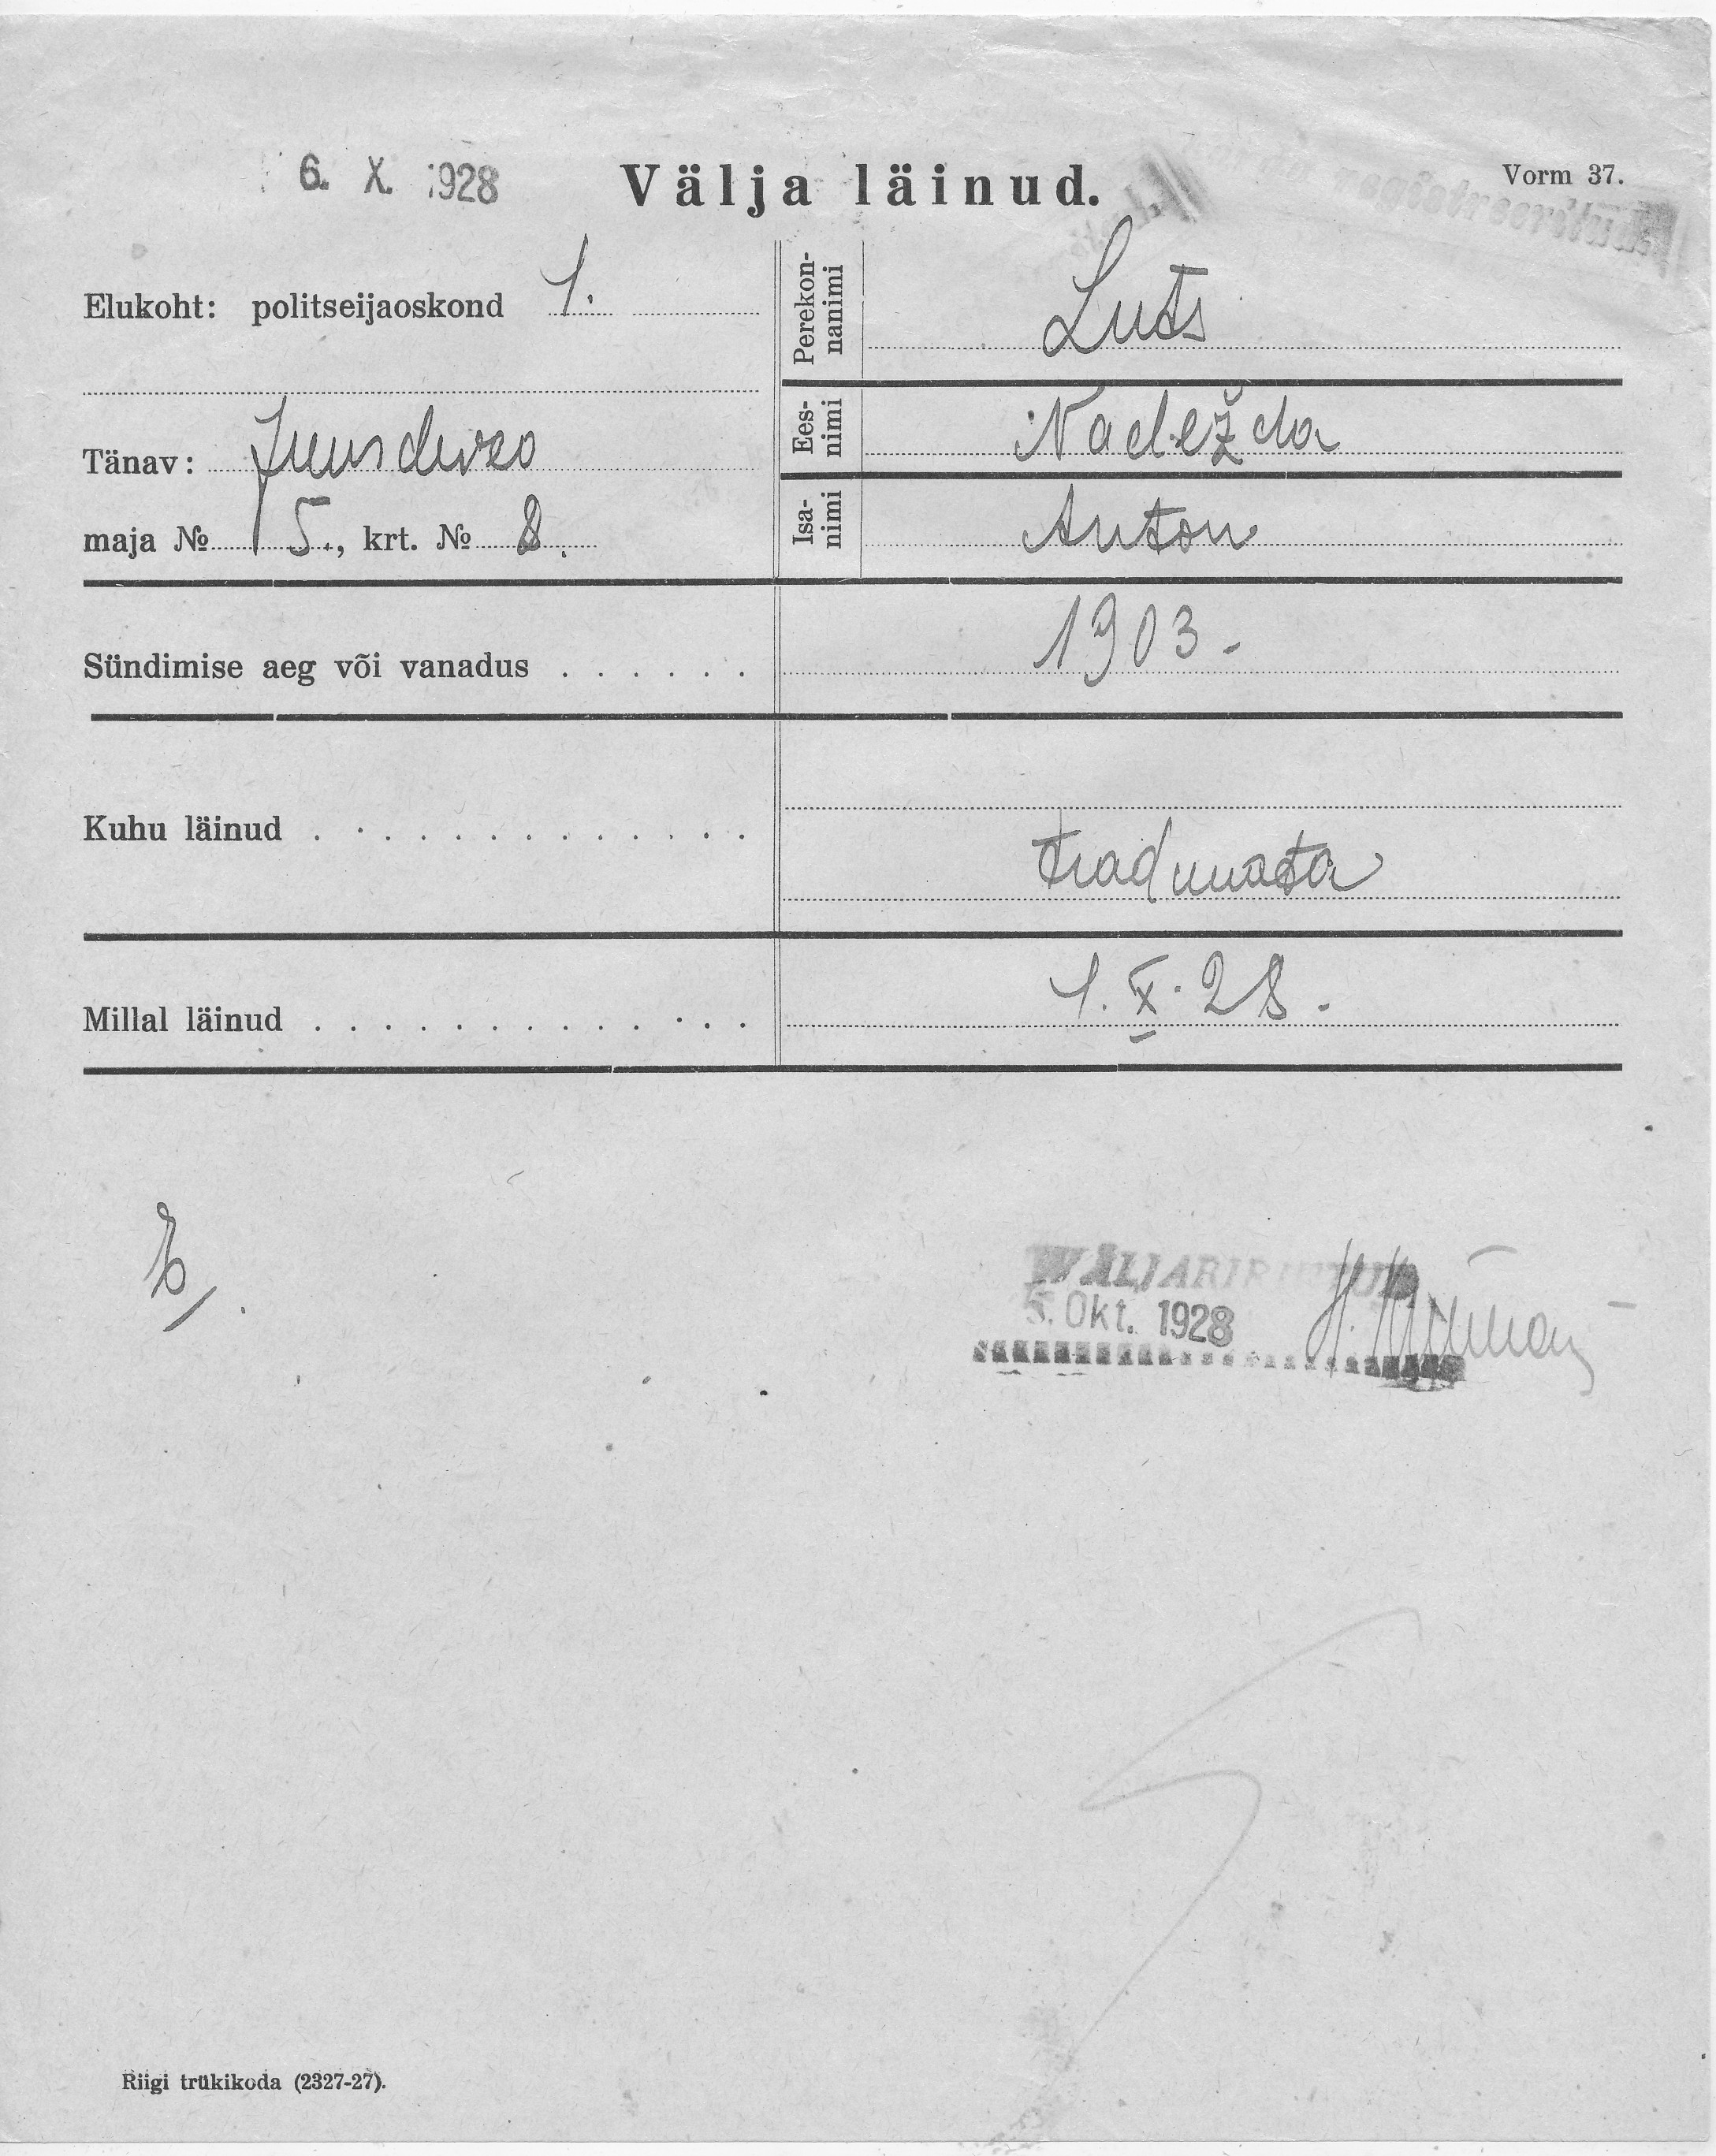 6. X. 1928
Välja läinud.
Vorm 37.
Elukoht: politseijaoskond 1.
Tänav:
maja № 5., krt. № 8.
Perekon-
nanimi
Luts
Ees-
nimi
Nadežda
Isa-
nimi
Anton
Sündimise aeg või vanadus . . . . . . 1903.
Kuhu läinud . . . . . . . . . . . . .
teadmata
Millal läinud . . . . . . . . . . . . . 1. X. 28.
5. Okt. 1928
Riigi trükikoda (2327-27).